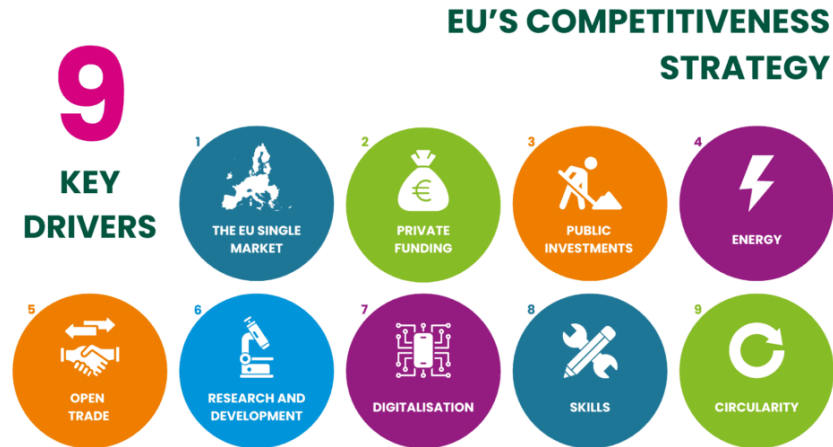 EU'S COMPETITIVENESS
STRATEGY
9
KEY
DRIVERS
1
THE EU SINGLE
MARKET
2
€
PRIVATE
FUNDING
3
PUBLIC
INVESTMENTS
4
ENERGY
5
OPEN
TRADE
6
RESEARCH AND
DEVELOPMENT
7
DIGITALISATION
8
SKILLS
9
CIRCULARITY